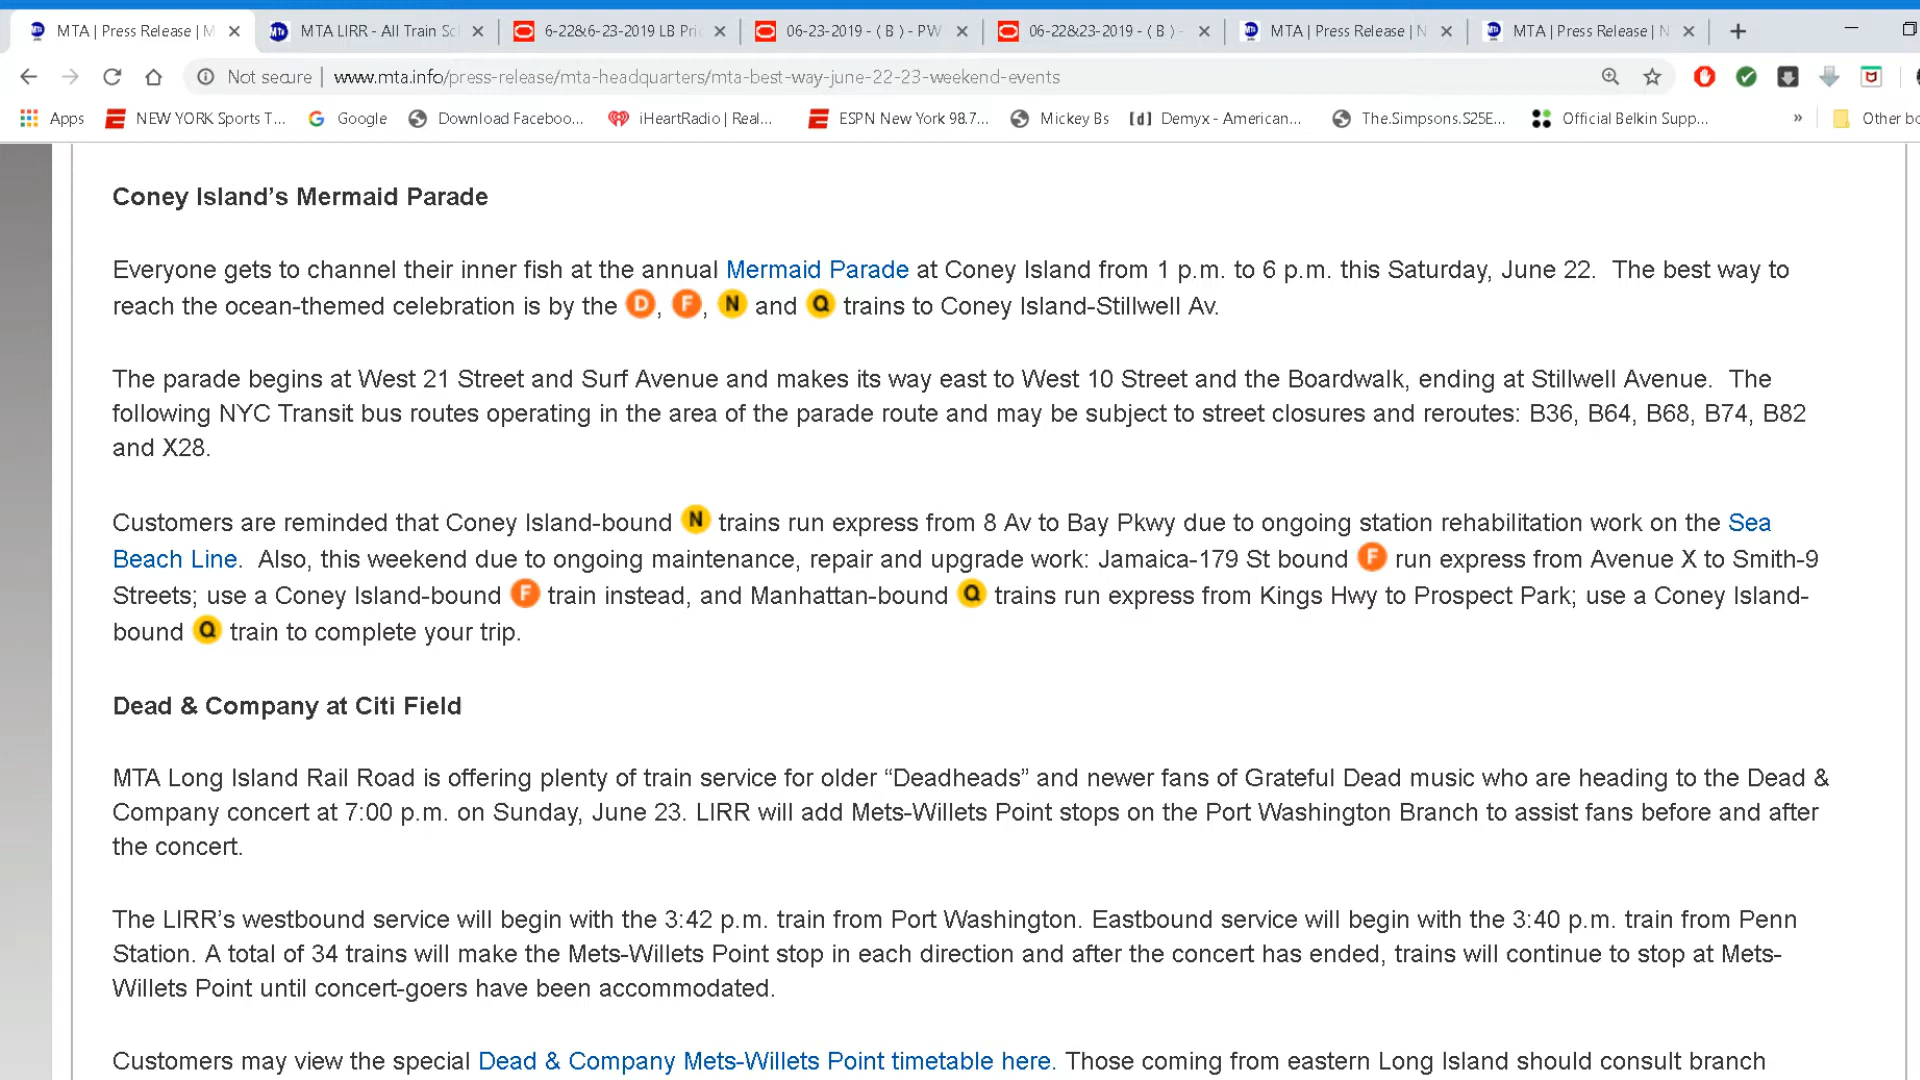 MTA | Press Release | M
MTA LIRR - All Train Sc
6-22&6-23-2019 LB Pri
06-23-2019 - ( B ) - PW
06-22&23-2019 - ( B ) -
MTA | Press Release | N
MTA | Press Release | N
Not secure | www.mta.info/press-release/mta-headquarters/mta-best-way-june-22-23-weekend-events
Apps
NEW YORK Sports T...
Google
Download Faceboo...
iHeartRadio | Real...
ESPN New York 98.7...
Mickey Bs
[d] Demyx - American...
The.Simpsons.S25E...
Official Belkin Supp...
»
Other bo
Coney Island’s Mermaid Parade
Everyone gets to channel their inner fish at the annual Mermaid Parade at Coney Island from 1 p.m. to 6 p.m. this Saturday, June 22. The best way to
reach the ocean-themed celebration is by the D, F, N and Q trains to Coney Island-Stillwell Av.
The parade begins at West 21 Street and Surf Avenue and makes its way east to West 10 Street and the Boardwalk, ending at Stillwell Avenue. The
following NYC Transit bus routes operating in the area of the parade route and may be subject to street closures and reroutes: B36, B64, B68, B74, B82
and X28.
Customers are reminded that Coney Island-bound N trains run express from 8 Av to Bay Pkwy due to ongoing station rehabilitation work on the Sea
Beach Line. Also, this weekend due to ongoing maintenance, repair and upgrade work: Jamaica-179 St bound F run express from Avenue X to Smith-9
Streets; use a Coney Island-bound F train instead, and Manhattan-bound Q trains run express from Kings Hwy to Prospect Park; use a Coney Island-
bound Q train to complete your trip.
Dead & Company at Citi Field
MTA Long Island Rail Road is offering plenty of train service for older “Deadheads” and newer fans of Grateful Dead music who are heading to the Dead &
Company concert at 7:00 p.m. on Sunday, June 23. LIRR will add Mets-Willets Point stops on the Port Washington Branch to assist fans before and after
the concert.
The LIRR’s westbound service will begin with the 3:42 p.m. train from Port Washington. Eastbound service will begin with the 3:40 p.m. train from Penn
Station. A total of 34 trains will make the Mets-Willets Point stop in each direction and after the concert has ended, trains will continue to stop at Mets-
Willets Point until concert-goers have been accommodated.
Customers may view the special Dead & Company Mets-Willets Point timetable here. Those coming from eastern Long Island should consult branch